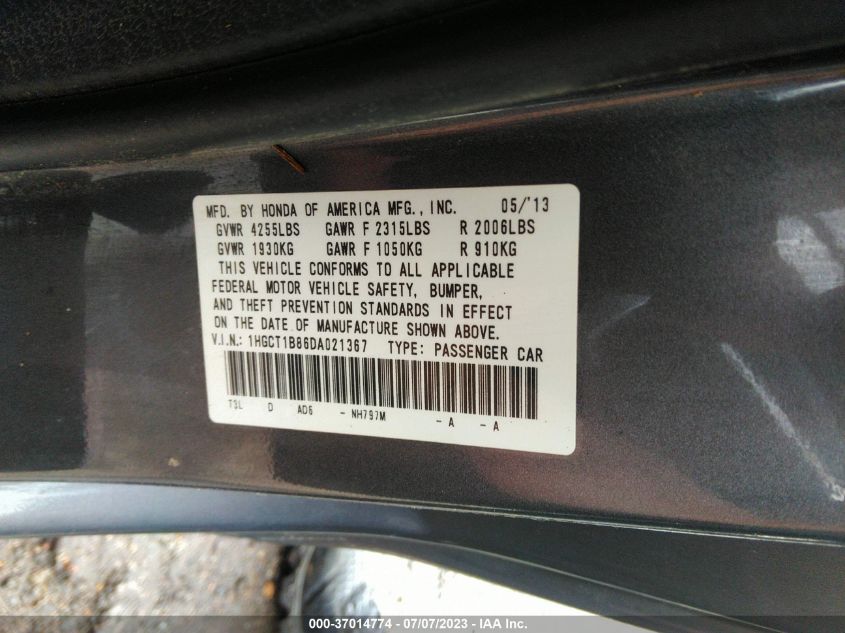 MFD. BY HONDA OF AMERICA MFG., INC. 05/'13
GVWR 4255LBS GAWR F 2315LBS R 2006LBS
GVWR 1930KG GAWR F 1050KG R 910KG
THIS VEHICLE CONFORMS TO ALL APPLICABLE
FEDERAL MOTOR VEHICLE SAFETY, BUMPER,
AND THEFT PREVENTION STANDARDS IN EFFECT
ON THE DATE OF MANUFACTURE SHOWN ABOVE.
V.I.N.: 1HGCT1B86DA021367 TYPE: PASSENGER CAR
T3L D AD6 - NH797M - A - A
000-37014774 - 07/07/2023 - IAA Inc.